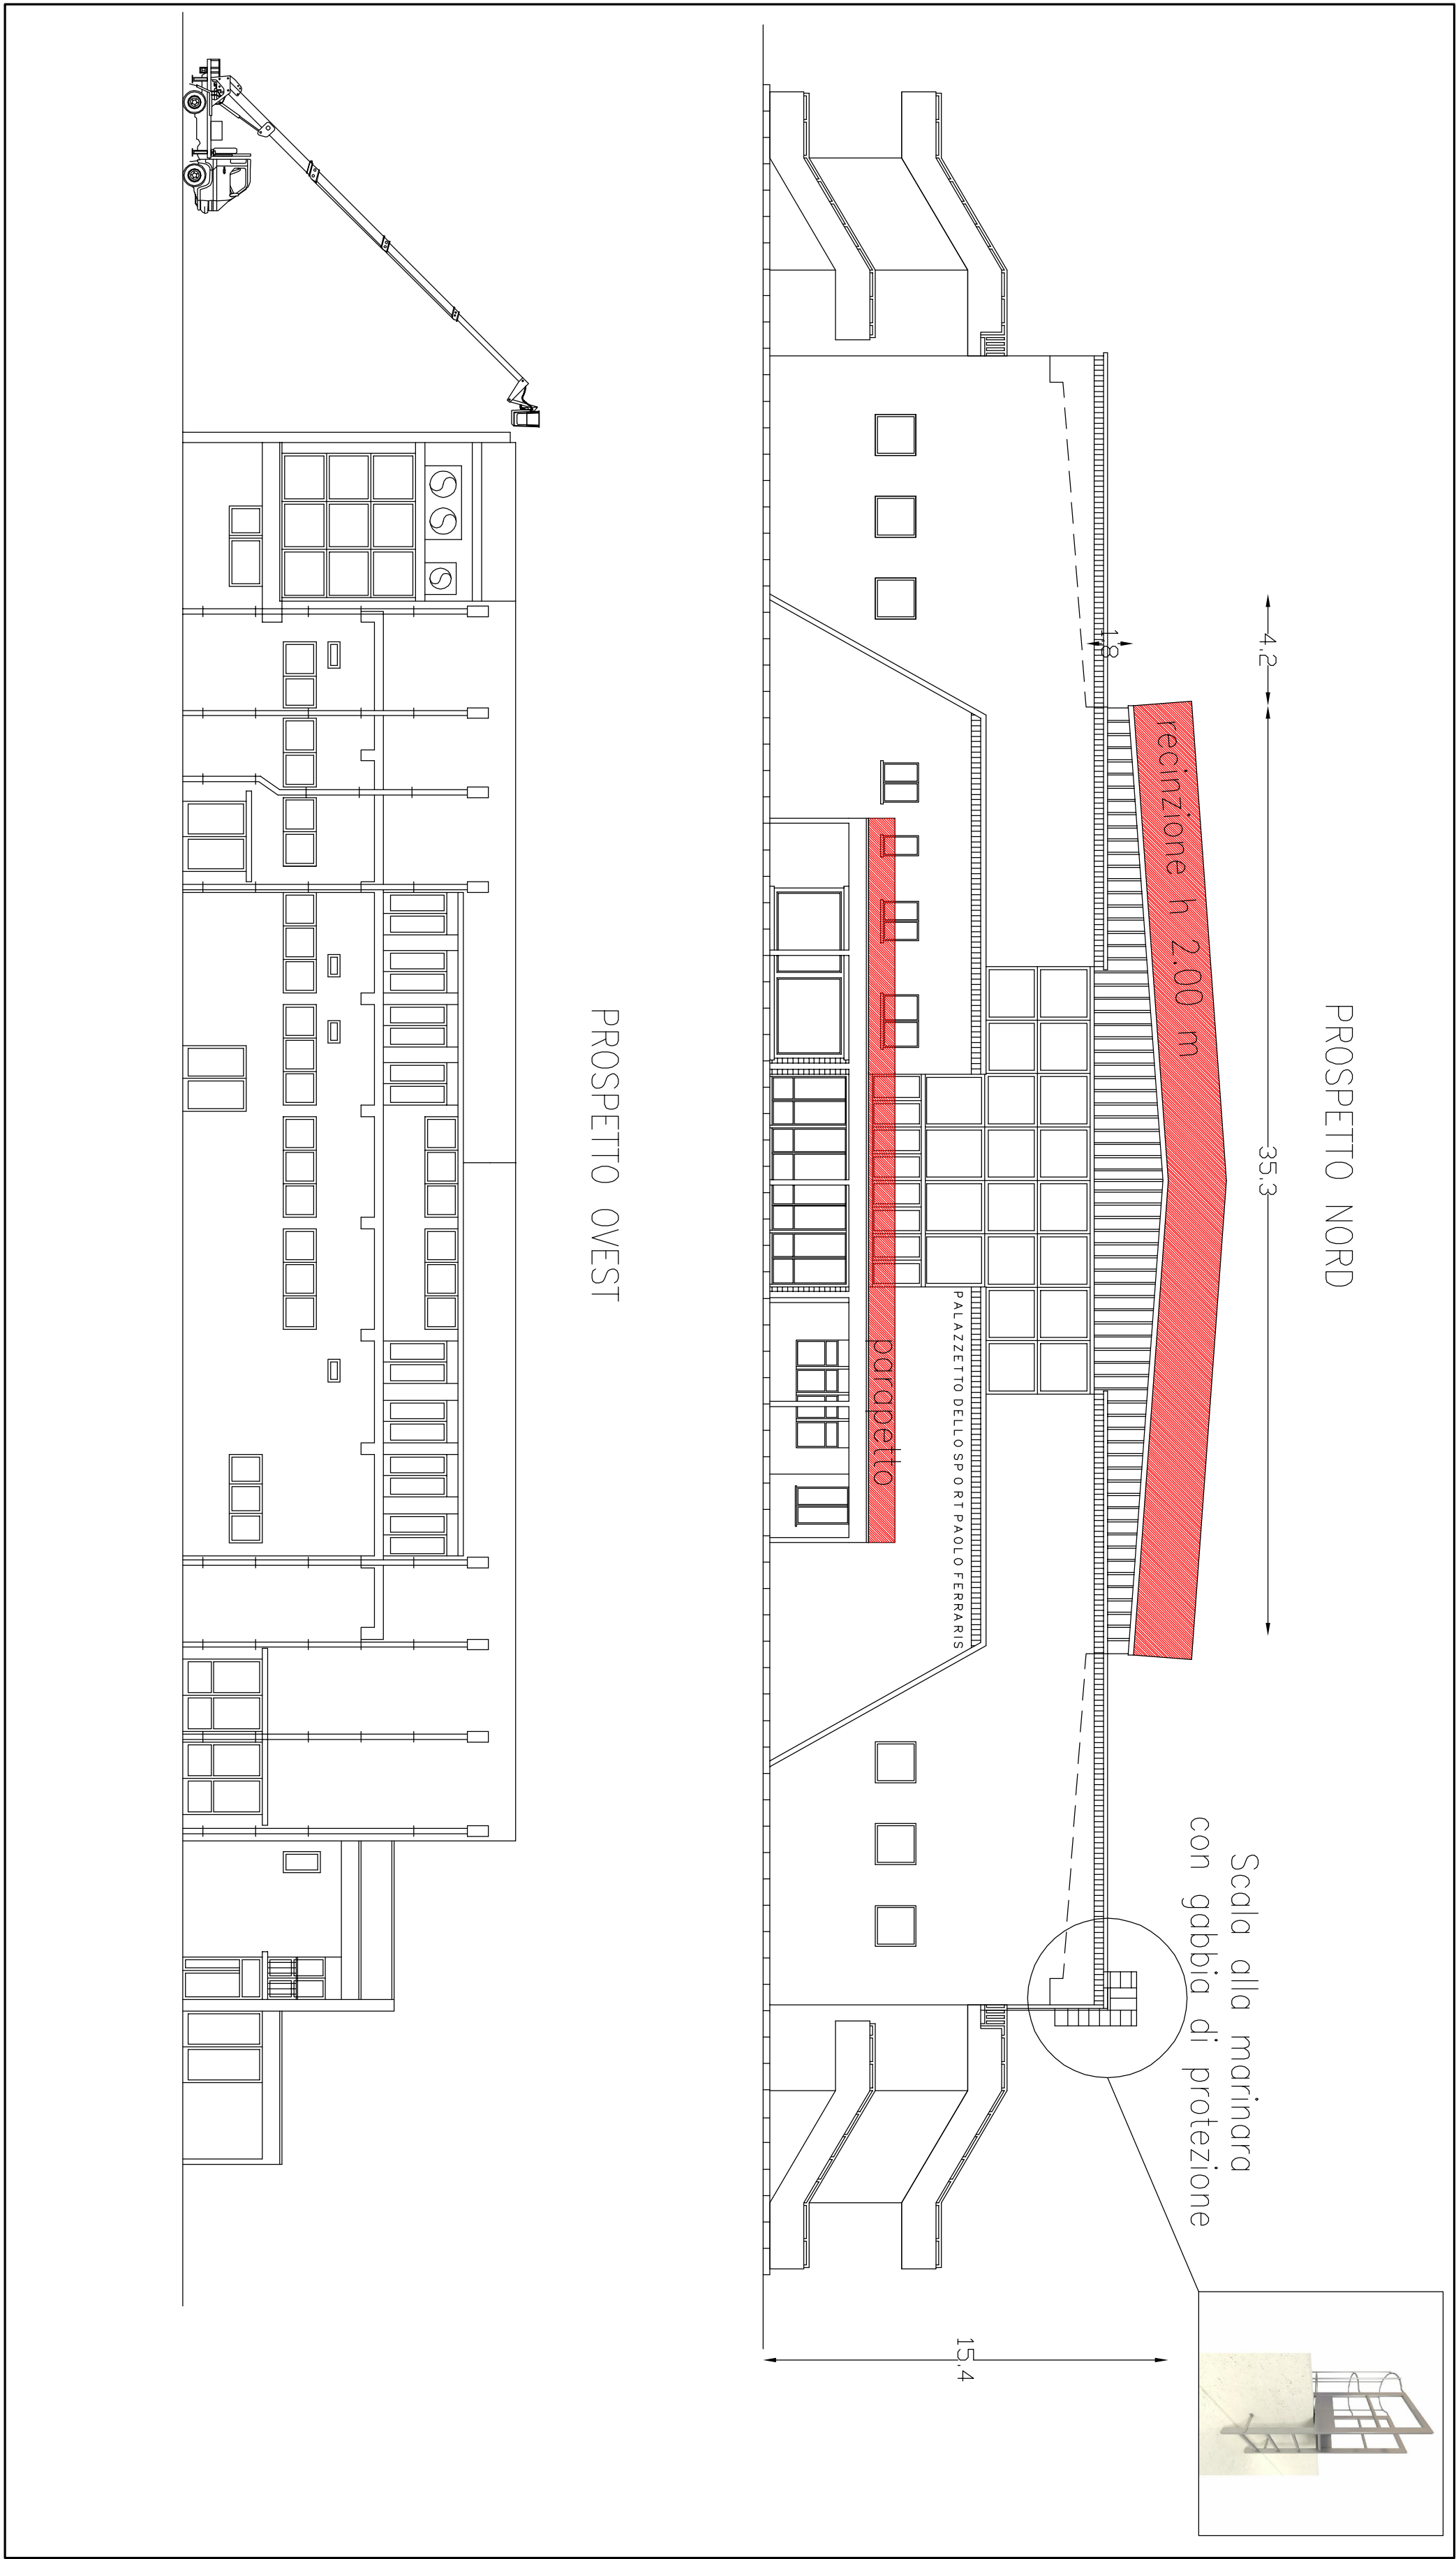 PROSPETTO NORD
4.2
35.3
1.8
recinzione h 2.00 m
Scala alla marinara
con gabbia di protezione
PALAZZETTO DELLO SPORT PAOLO FERRARIS
parapetto
15.4
PROSPETTO OVEST